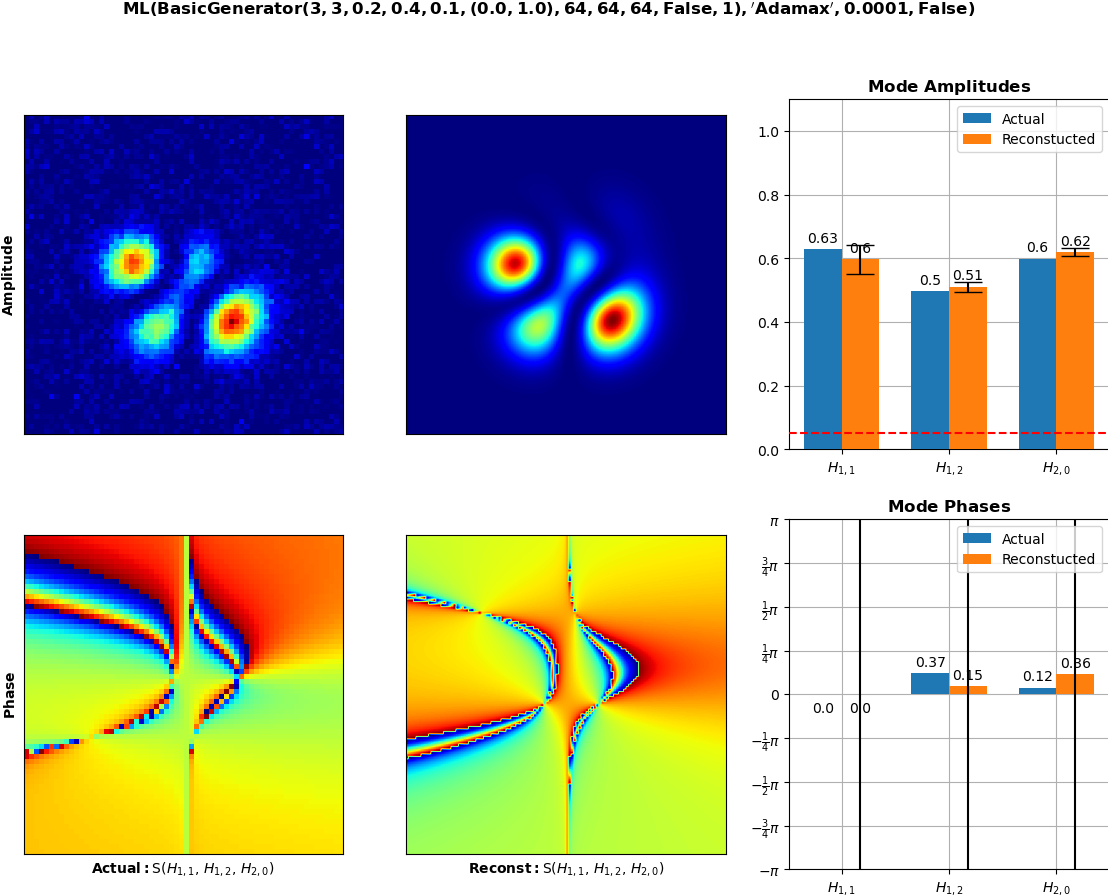 ML(BasicGenerator(3, 3, 0.2, 0.4, 0.1, (0.0, 1.0), 64, 64, 64, False, 1), ′Adamax′, 0.0001, False)
Amplitude
Mode Amplitudes
Actual
Reconstucted
1.0
0.8
0.6
0.4
0.2
0.0
0.63
0.6
0.5
0.51
0.6
0.62
H1,1
H1,2
H2,0
Phase
Actual: S(H1,1, H1,2, H2,0)
Reconst: S(H1,1, H1,2, H2,0)
Mode Phases
Actual
Reconstucted
π
3/4π
1/2π
1/4π
0
−1/4π
−1/2π
−3/4π
−π
0.0
0.0
0.37
0.15
0.12
0.36
H1,1
H1,2
H2,0